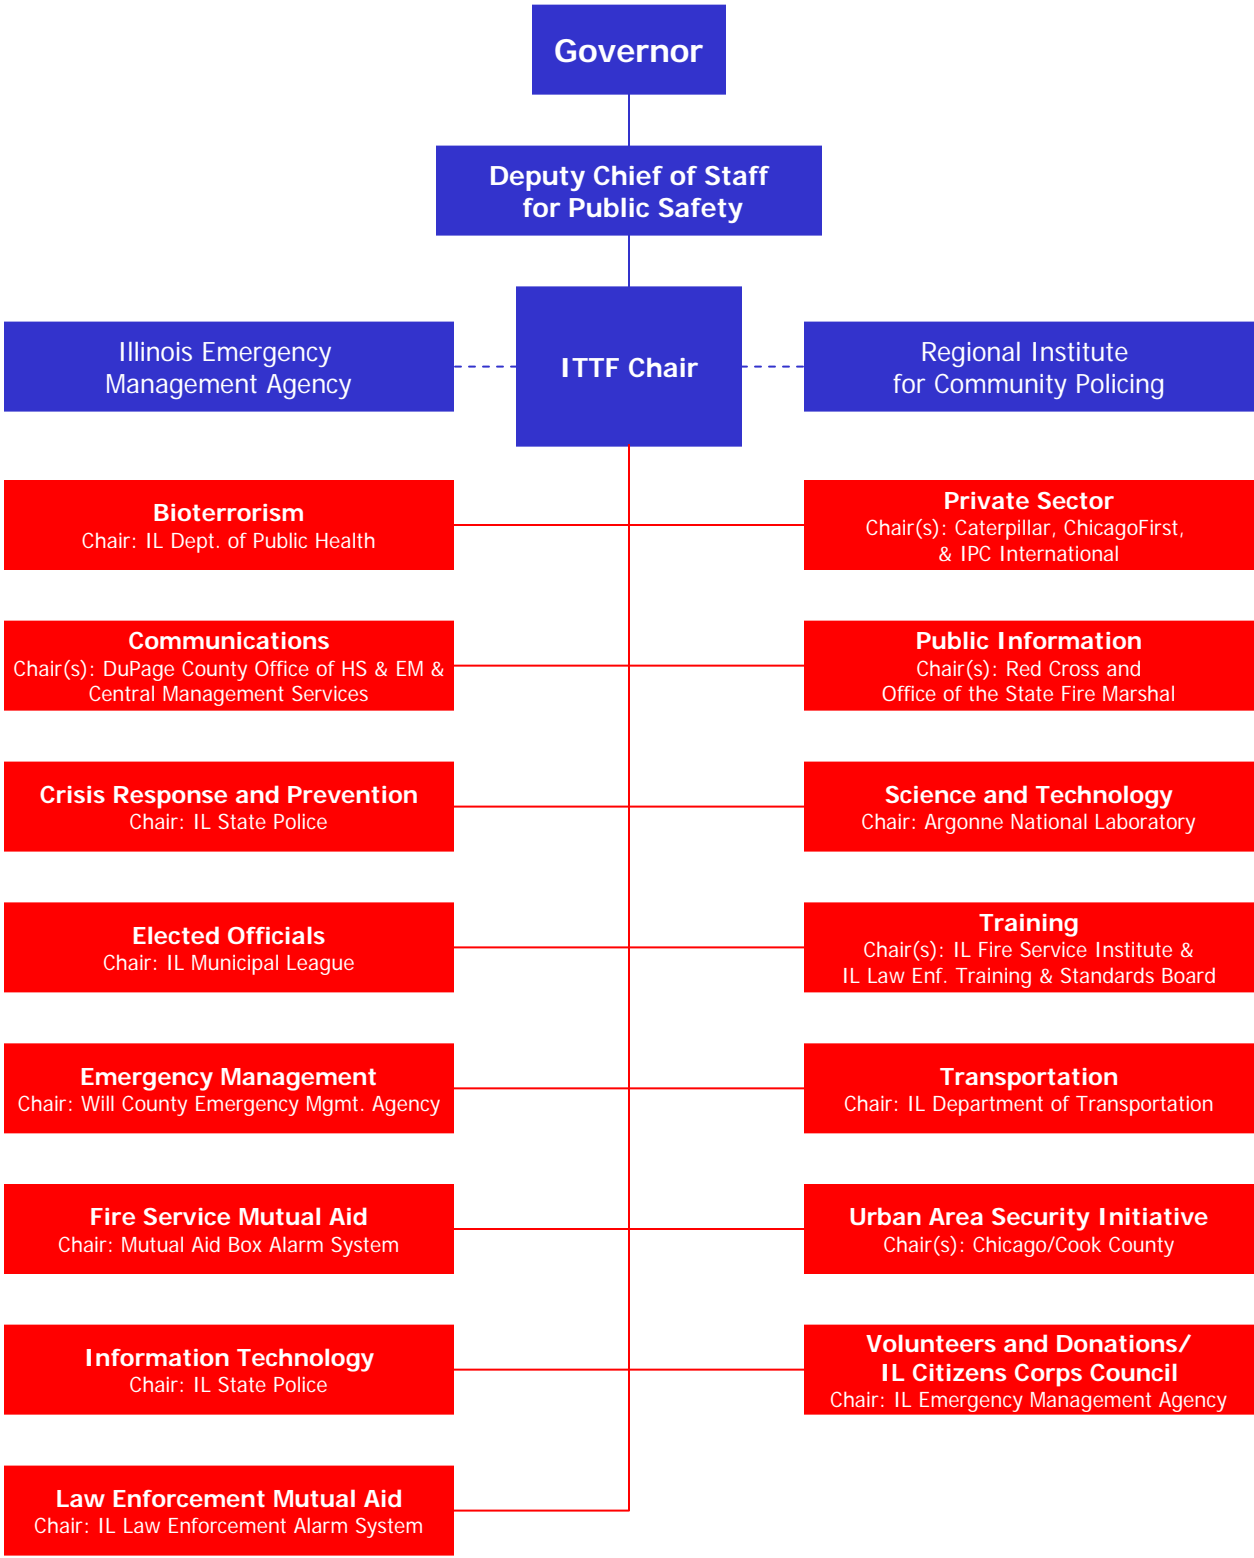 Governor
Deputy Chief of Staff
for Public Safety
Illinois Emergency
Management Agency
ITTF Chair
Regional Institute
for Community Policing
Bioterrorism
Chair: IL Dept. of Public Health
Private Sector
Chair(s): Caterpillar, ChicagoFirst,
& IPC International
Communications
Chair(s): DuPage County Office of HS & EM &
Central Management Services
Public Information
Chair(s): Red Cross and
Office of the State Fire Marshal
Crisis Response and Prevention
Chair: IL State Police
Science and Technology
Chair: Argonne National Laboratory
Elected Officials
Chair: IL Municipal League
Training
Chair(s): IL Fire Service Institute &
IL Law Enf. Training & Standards Board
Emergency Management
Chair: Will County Emergency Mgmt. Agency
Transportation
Chair: IL Department of Transportation
Fire Service Mutual Aid
Chair: Mutual Aid Box Alarm System
Urban Area Security Initiative
Chair(s): Chicago/Cook County
Information Technology
Chair: IL State Police
Volunteers and Donations/
IL Citizens Corps Council
Chair: IL Emergency Management Agency
Law Enforcement Mutual Aid
Chair: IL Law Enforcement Alarm System